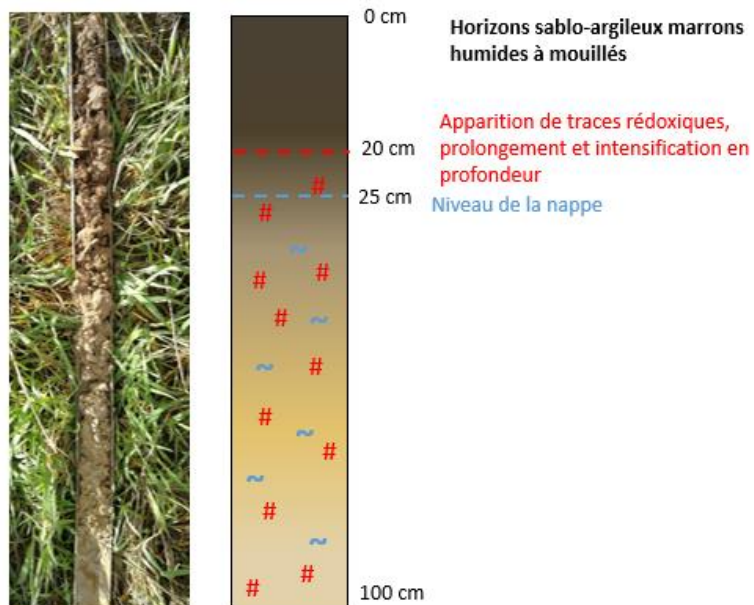 0 cm
Horizons sablo-argileux marrons
humides à mouillés
Apparition de traces rédoxiques,
20 cm
prolongement et intensification en
profondeur
25 cm
Niveau de la nappe
#
#
~
#
#
#
~
~
#
#
~
#
~
#
~
#
#
100 cm